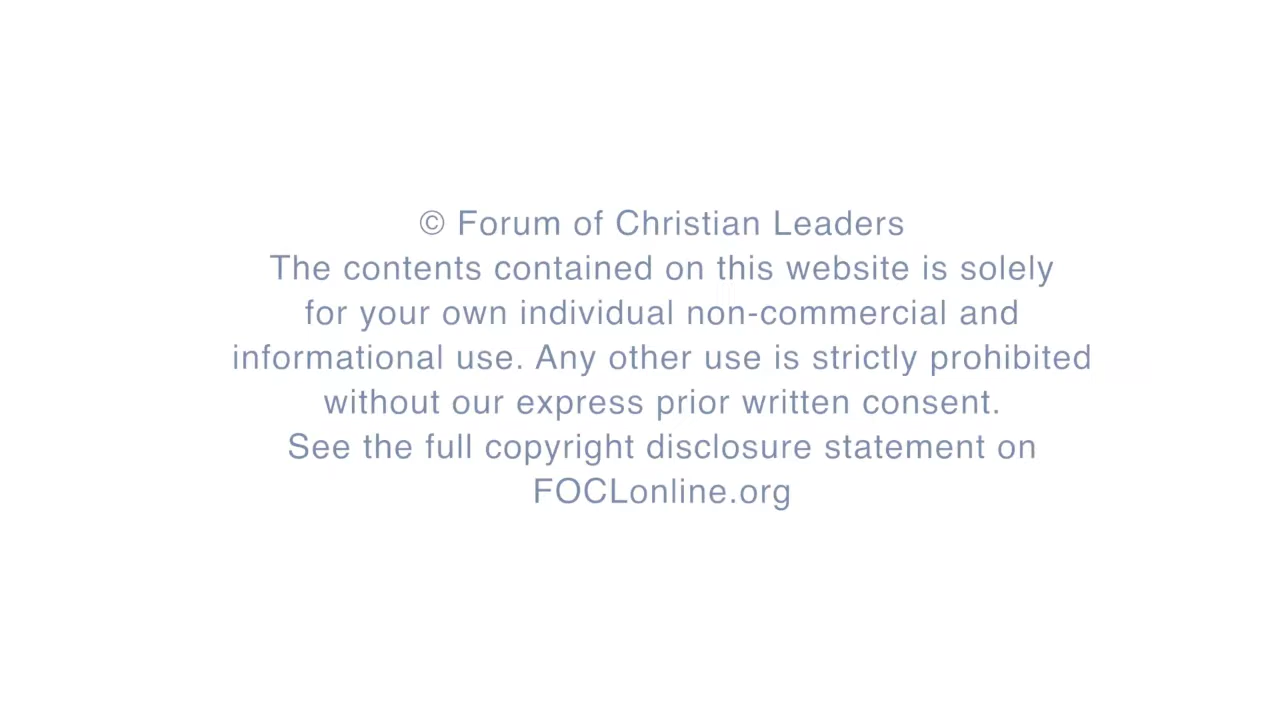 © Forum of Christian Leaders
The contents contained on this website is solely
for your own individual non-commercial and
informational use. Any other use is strictly prohibited
without our express prior written consent.
See the full copyright disclosure statement on
FOCLonline.org